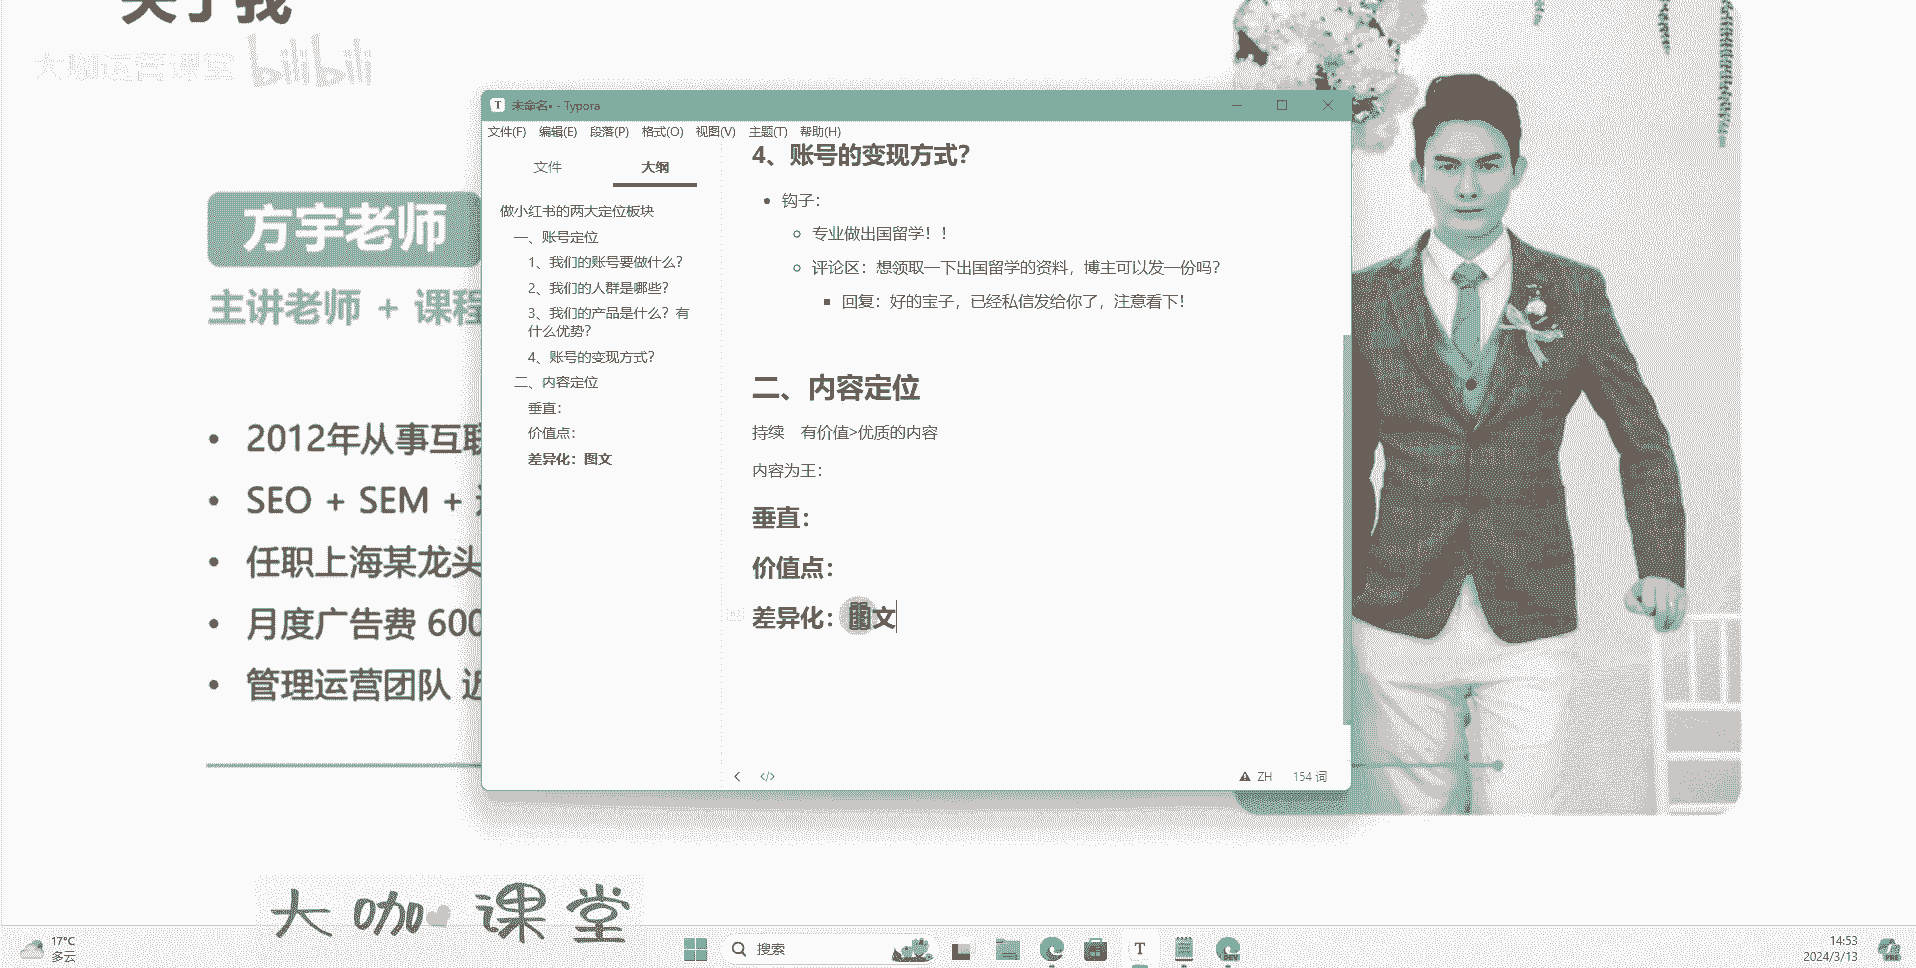 关于我
大咖运营课堂 bilibili
方宇老师
主讲老师 + 课程
2012年从事互联
SEO + SEM +
任职上海某龙头
月度广告费 600
管理运营团队 近
未命名• - Typora
文件(F) 编辑(E) 段落(P) 格式(O) 视图(V) 主题(T) 帮助(H)
文件 大纲
做小红书的两大定位板块
一、账号定位
1、我们的账号要做什么？
2、我们的人群是哪些？
3、我们的产品是什么？有
什么优势？
4、账号的变现方式？
二、内容定位
垂直：
价值点：
差异化：图文
4、账号的变现方式？
钩子：
专业做出国留学！！
评论区：想领取一下出国留学的资料，博主可以发一份吗？
回复：好的宝子，已经私信发给你了，注意看下！
二、内容定位
持续 有价值>优质的内容
内容为王：
垂直：
价值点：
差异化：图文
ZH 154 词
大咖课堂
17°C
多云
搜索
14:53
2024/3/13